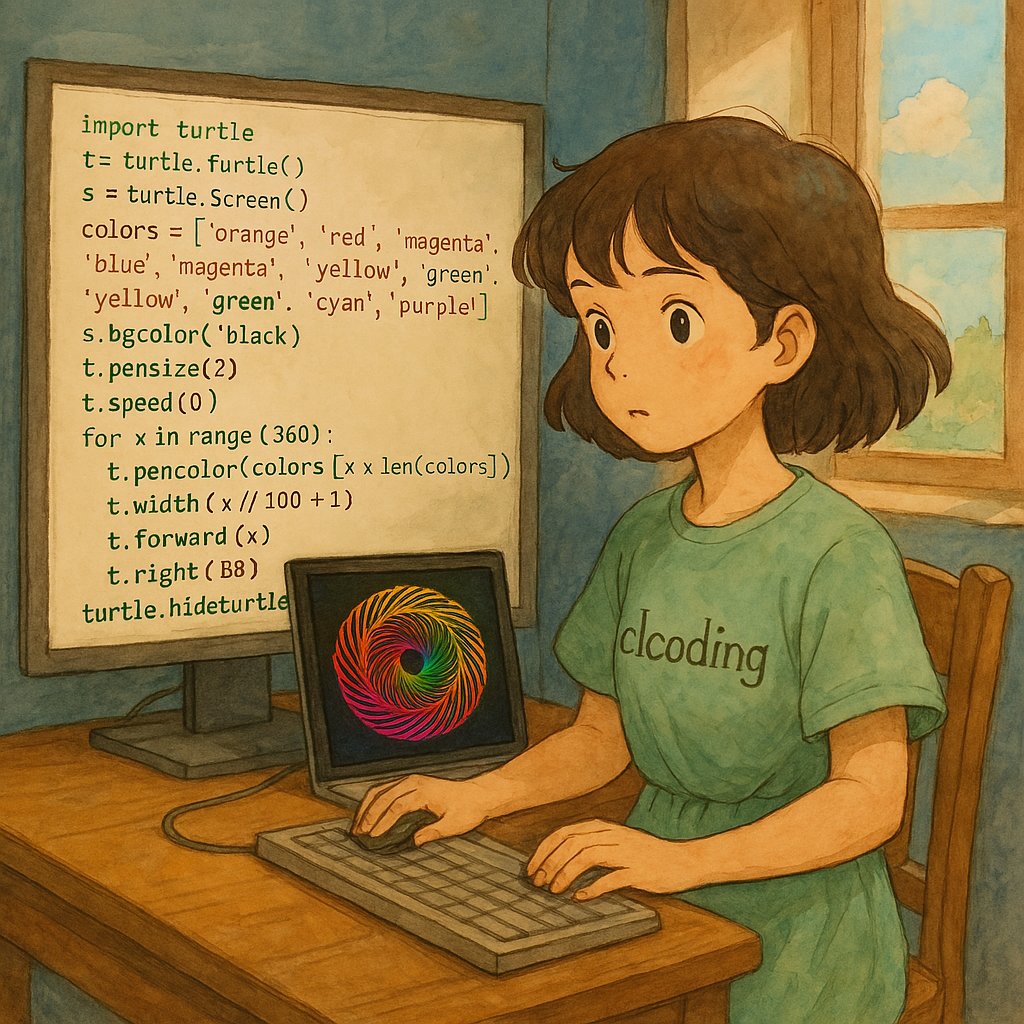 import turtle
t= turtle.furtle()
s = turtle.Screen()
colors = ['orange', 'red', 'magenta'.
'blue', 'magenta', 'yellow', 'green'.
'yellow', 'green'. 'cyan', 'purple']
s.bgcolor('black)
t.pensize(2)
t.speed(0)
for x in range (360):
t.pencolor(colors [x x len(colors])
t.width(x // 100 + 1)
t.forward (x)
t.right (B8)
turtle.hideturtle
clcoding